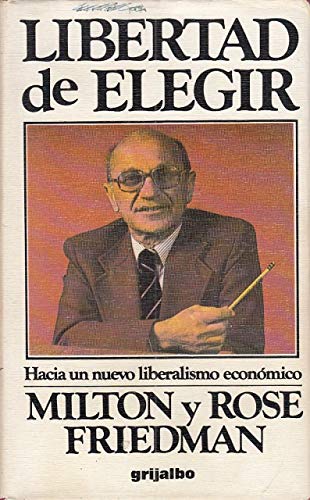 LIBERTAD
de ELEGIR
Hacia un nuevo liberalismo económico
MILTON y ROSE
FRIEDMAN
grijalbo